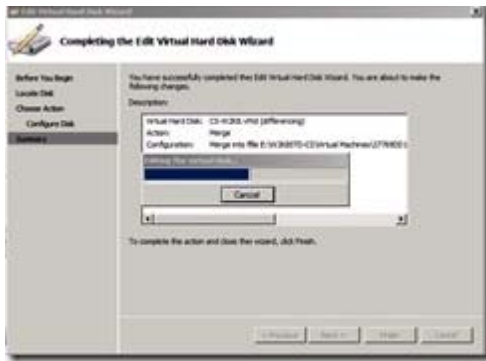 Edit Virtual Hard Disk Wizard
Completing the Edit Virtual Hard Disk Wizard
Before You Begin
Locate Disk
Choose Action
Configure Disk
Summary
You have successfully completed the Edit Virtual Hard Disk Wizard. You are about to make the
following changes.
Description:
Virtual Hard Disk: (differencing)
Action: Merge
Configuration: Merge into file
Editing the virtual disk...
Cancel
To complete the action and close the wizard, click Finish.
< Previous
Next >
Finish
Cancel